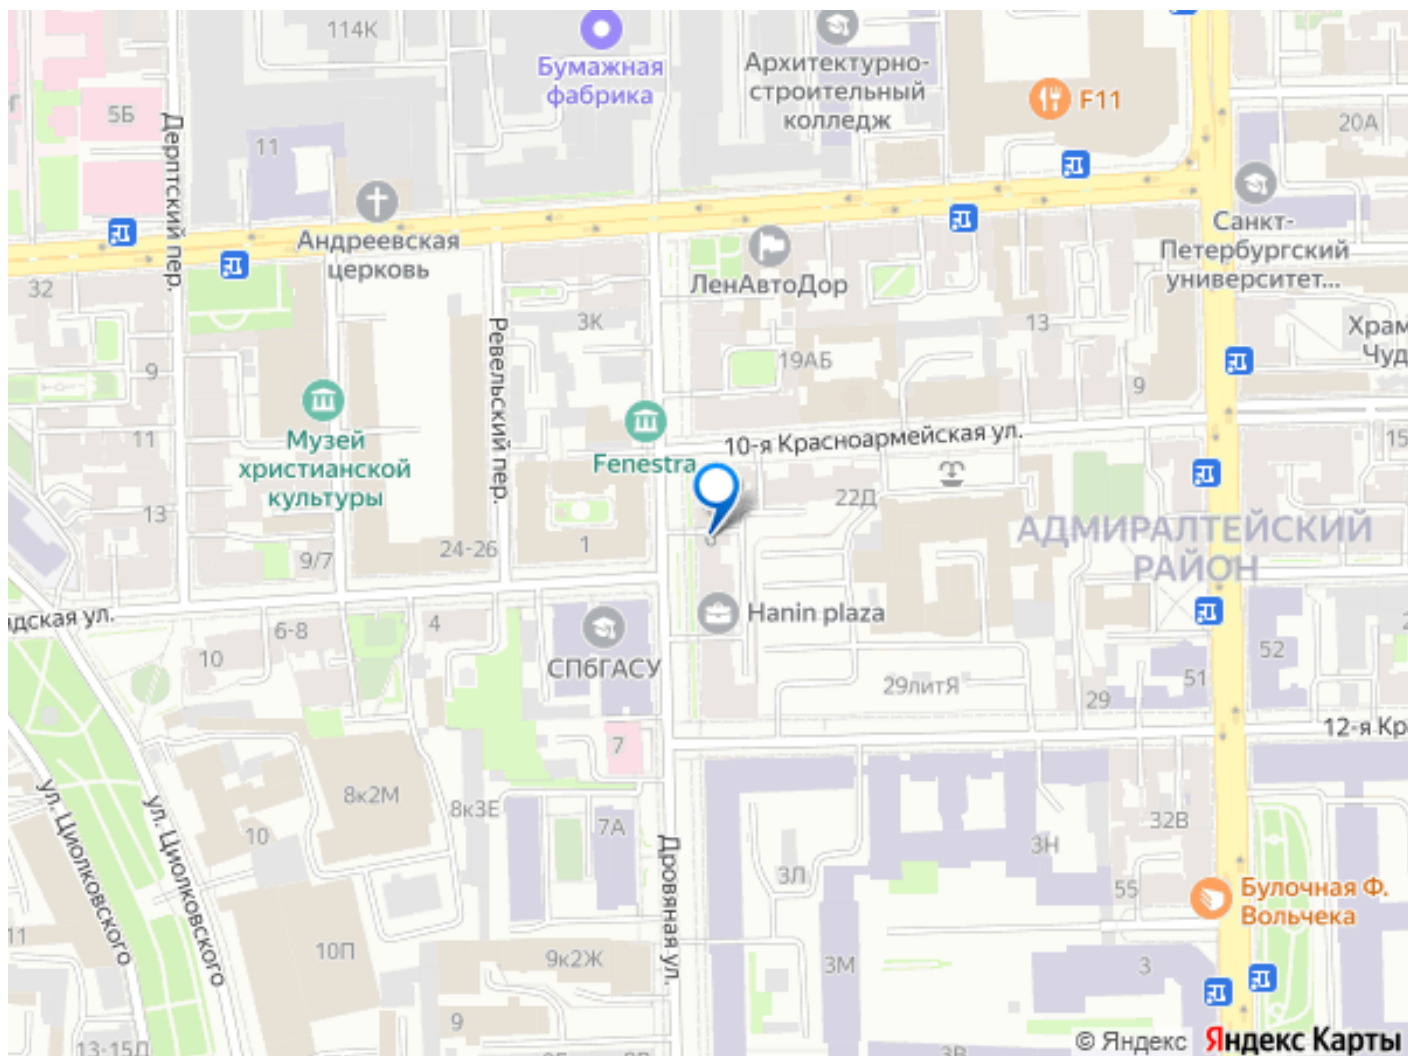 114К
Бумажная
фабрика
Архитектурно-
строительный
колледж
F11
5Б
11
20А
Дерптский пер.
Андреевская
церковь
Санкт-
Петербургский
университет...
32
ЛенАвтоДор
3К
13
Храм
Чуд
Ревельский пер.
19АБ
9
9
Музей
христианской
культуры
11
Fenestra
10-я Красноармейская ул.
15
13
22Д
АДМИРАЛТЕЙСКИЙ
РАЙОН
24-26
1
6
9/7
дская ул.
6-8
4
Hanin plaza
10
СПбГАСУ
52
51
29литЯ
29
12-я Кр
7
ул. Циолковского
ул. Циолковского
8к2М
8к3Е
10
7А
Дровяная ул.
32В
3Н
3Л
55
Булочная Ф.
Вольчека
11
10П
9к2Ж
3М
3
9
13-15Д
3В
© Яндекс Яндекс Карты